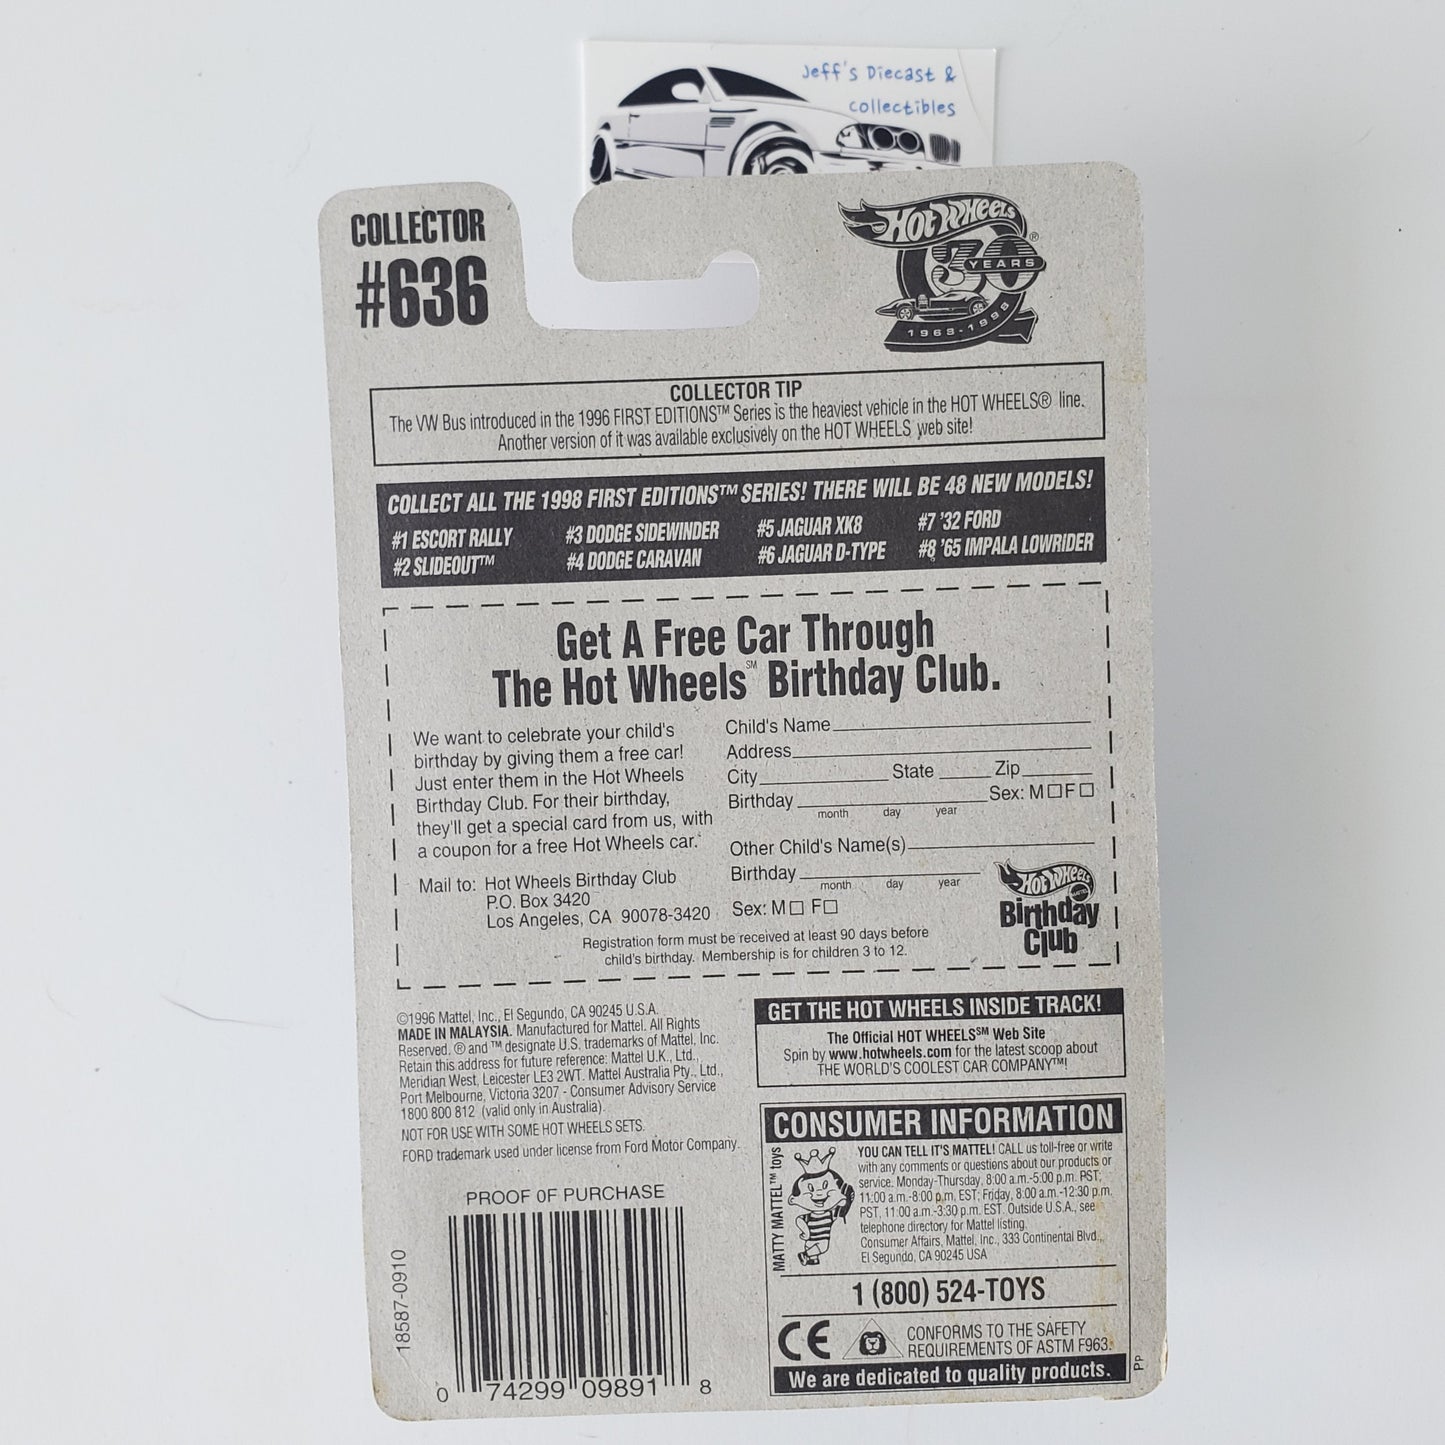 Jeff's Diecast &
collectibles
COLLECTOR
#636
HOT WHEELS®
30
YEARS
1968-1998
COLLECTOR TIP
The VW Bus introduced in the 1996 FIRST EDITIONS™ Series is the heaviest vehicle in the HOT WHEELS® line.
Another version of it was available exclusively on the HOT WHEELS web site!
COLLECT ALL THE 1998 FIRST EDITIONS™ SERIES! THERE WILL BE 48 NEW MODELS!
#1 ESCORT RALLY
#2 SLIDEOUT™
#3 DODGE SIDEWINDER
#4 DODGE CARAVAN
#5 JAGUAR XK8
#6 JAGUAR D-TYPE
#7 '32 FORD
#8 '65 IMPALA LOWRIDER
Get A Free Car Through
The Hot Wheels℠ Birthday Club.
We want to celebrate your child's
birthday by giving them a free car!
Just enter them in the Hot Wheels
Birthday Club. For their birthday,
they'll get a special card from us, with
a coupon for a free Hot Wheels car.
Mail to: Hot Wheels Birthday Club
P.O. Box 3420
Los Angeles, CA 90078-3420
Child's Name
Address
City State Zip
Birthday Sex: M☐F☐
month day year
Other Child's Name(s)
Birthday
month day year
Sex: M☐ F☐
HOT WHEELS
MATTEL
Birthday
Club
Registration form must be received at least 90 days before
child's birthday. Membership is for children 3 to 12.
©1996 Mattel, Inc., El Segundo, CA 90245 U.S.A.
MADE IN MALAYSIA. Manufactured for Mattel. All Rights
Reserved. ® and ™ designate U.S. trademarks of Mattel, Inc.
Retain this address for future reference: Mattel U.K., Ltd.,
Meridian West, Leicester LE3 2WT. Mattel Australia Pty., Ltd.,
Port Melbourne, Victoria 3207 - Consumer Advisory Service
1800 800 812 (valid only in Australia).
NOT FOR USE WITH SOME HOT WHEELS SETS.
FORD trademark used under license from Ford Motor Company.
PROOF OF PURCHASE
18587-0910
0 74299 09891 8
GET THE HOT WHEELS INSIDE TRACK!
The Official HOT WHEELS℠ Web Site
Spin by www.hotwheels.com for the latest scoop about
THE WORLD'S COOLEST CAR COMPANY™!
CONSUMER INFORMATION
MATTY MATTEL™ toys
YOU CAN TELL IT'S MATTEL! CALL us toll-free or write
with any comments or questions about our products or
service. Monday-Thursday, 8:00 a.m.-5:00 p.m. PST;
11:00 a.m.-8:00 p.m. EST; Friday, 8:00 a.m.-12:30 p.m.
PST, 11:00 a.m.-3:30 p.m. EST. Outside U.S.A., see
telephone directory for Mattel listing.
Consumer Affairs, Mattel, Inc., 333 Continental Blvd.,
El Segundo, CA 90245 USA
1 (800) 524-TOYS
CE
CONFORMS TO THE SAFETY
REQUIREMENTS OF ASTM F963.
We are dedicated to quality products.
PP